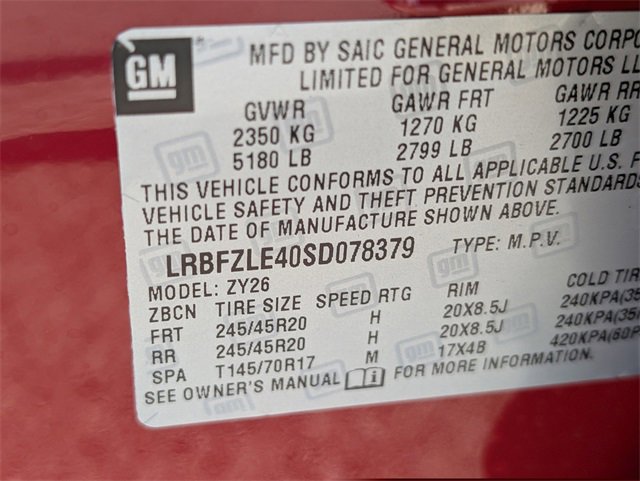 GM
MFD BY SAIC GENERAL MOTORS
LIMITED FOR GENERAL MOTORS
GVWR GAWR FRT GAWR RR
2350 KG 1270 KG 1225 KG
5180 LB 2799 LB 2700 LB
THIS VEHICLE CONFORMS TO ALL APPLICABLE U.S.
VEHICLE SAFETY AND THEFT PREVENTION STANDARDS
THE DATE OF MANUFACTURE SHOWN ABOVE.
LRBFZLE40SD078379 TYPE: M.P.V.
MODEL: ZY26
ZBCN TIRE SIZE SPEED RTG RIM COLD
FRT 245/45R20 H 20X8.5J 240KPA
RR 245/45R20 H 20X8.5J 240KPA
SPA T145/70R17 M 17X4B 420KPA
SEE OWNER'S MANUAL i FOR MORE INFORMATION.